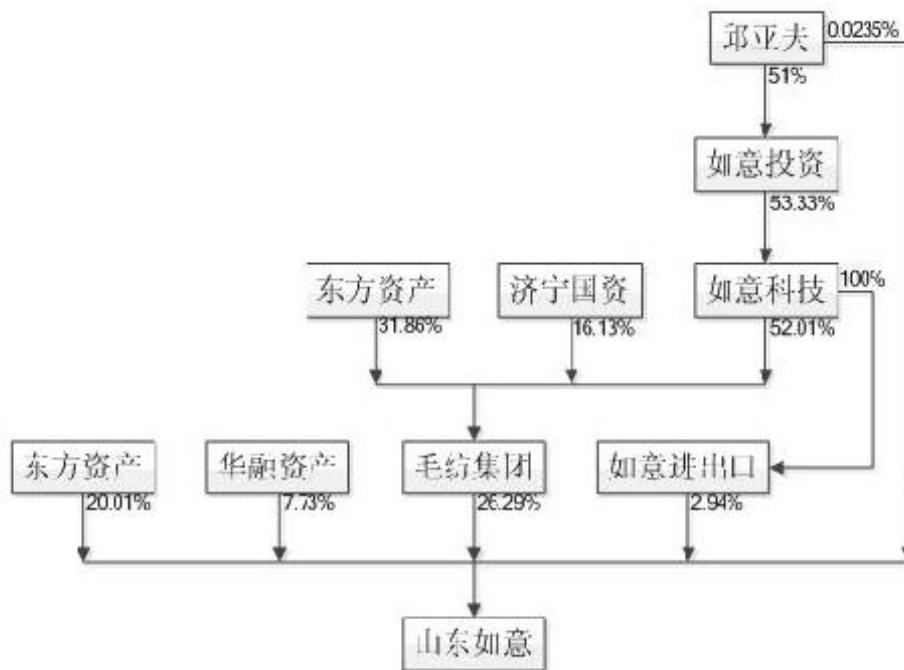 邱亚夫
0.0235%
51%
如意投资
53.33%
东方资产
济宁国资
如意科技
100%
31.86%
16.13%
52.01%
东方资产
华融资产
毛纺集团
如意进出口
20.01%
7.73%
26.29%
2.94%
山东如意